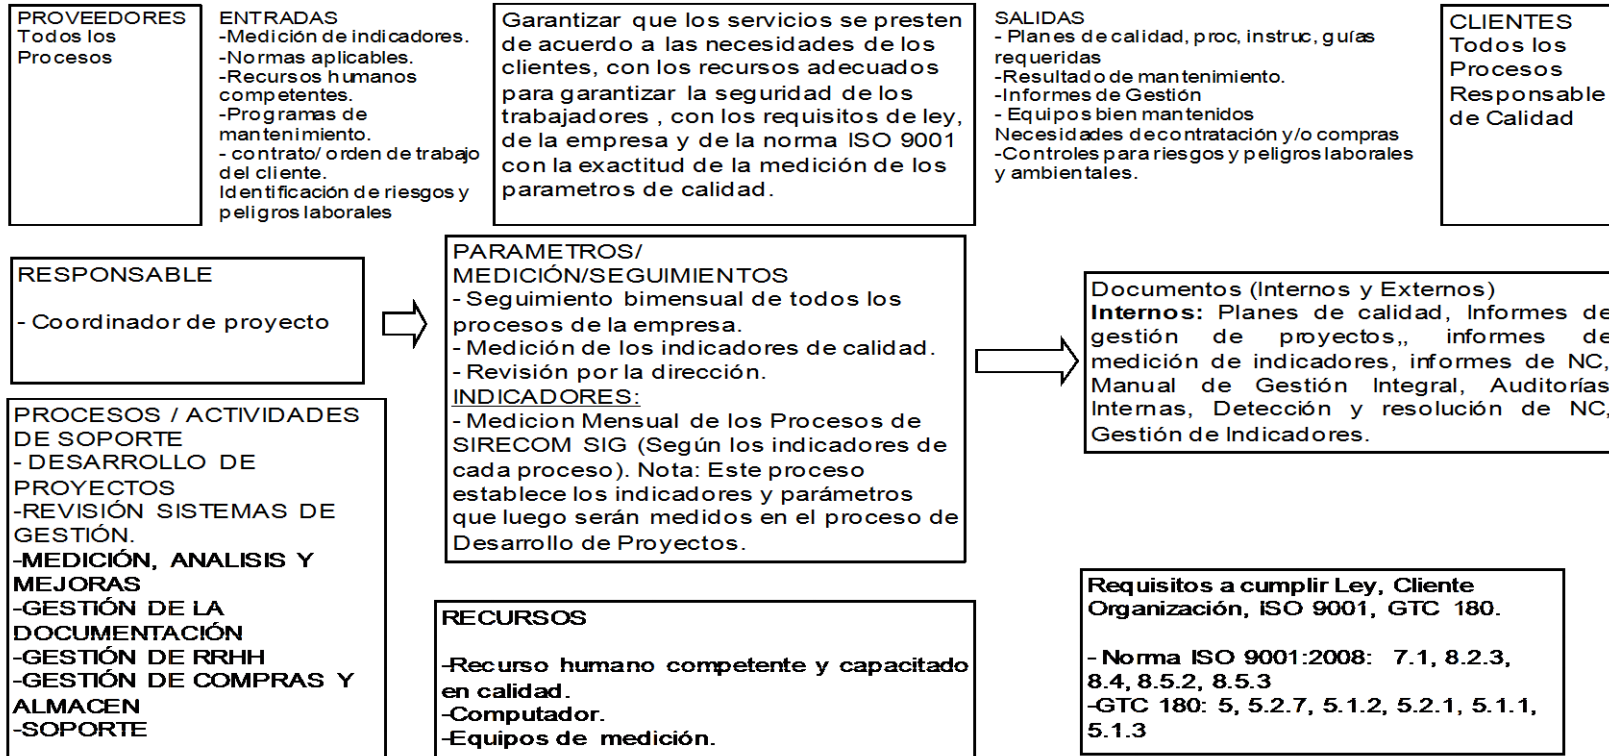 PROVEEDORES
Todos los
Procesos
ENTRADAS
-Medición de indicadores.
-Normas aplicables.
-Recursos humanos
competentes.
-Programas de
mantenimiento.
- contrato/ orden de trabajo
del cliente.
Identificación de riesgos y
peligros laborales
Garantizar que los servicios se presten
de acuerdo a las necesidades de los
clientes, con los recursos adecuados
para garantizar la seguridad de los
trabajadores , con los requisitos de ley,
de la empresa y de la norma ISO 9001
con la exactitud de la medición de los
parametros de calidad.
SALIDAS
- Planes de calidad, proc, instruc, guías
requeridas
-Resultado de mantenimiento.
-Informes de Gestión
- Equipos bien mantenidos
Necesidades de contratación y/o compras
-Controles para riesgos y peligros laborales
y ambientales.
CLIENTES
Todos los
Procesos
Responsable
de Calidad
RESPONSABLE
- Coordinador de proyecto
PARAMETROS/
MEDICIÓN/SEGUIMIENTOS
- Seguimiento bimensual de todos los
procesos de la empresa.
- Medición de los indicadores de calidad.
- Revisión por la dirección.
INDICADORES:
- Medicion Mensual de los Procesos de
SIRECOM SIG (Según los indicadores de
cada proceso). Nota: Este proceso
establece los indicadores y parámetros
que luego serán medidos en el proceso de
Desarrollo de Proyectos.
Documentos (Internos y Externos)
Internos: Planes de calidad, Informes de
gestión de proyectos,, informes de
medición de indicadores, informes de NC,
Manual de Gestión Integral, Auditorías
Internas, Detección y resolución de NC,
Gestión de Indicadores.
PROCESOS / ACTIVIDADES
DE SOPORTE
- DESARROLLO DE
PROYECTOS
-REVISIÓN SISTEMAS DE
GESTIÓN.
-MEDICIÓN, ANALISIS Y
MEJORAS
-GESTIÓN DE LA
DOCUMENTACIÓN
-GESTIÓN DE RRHH
-GESTIÓN DE COMPRAS Y
ALMACEN
-SOPORTE
RECURSOS
-Recurso humano competente y capacitado
en calidad.
-Computador.
-Equipos de medición.
Requisitos a cumplir Ley, Cliente
Organización, ISO 9001, GTC 180.
- Norma ISO 9001:2008: 7.1, 8.2.3,
8.4, 8.5.2, 8.5.3
-GTC 180: 5, 5.2.7, 5.1.2, 5.2.1, 5.1.1,
5.1.3